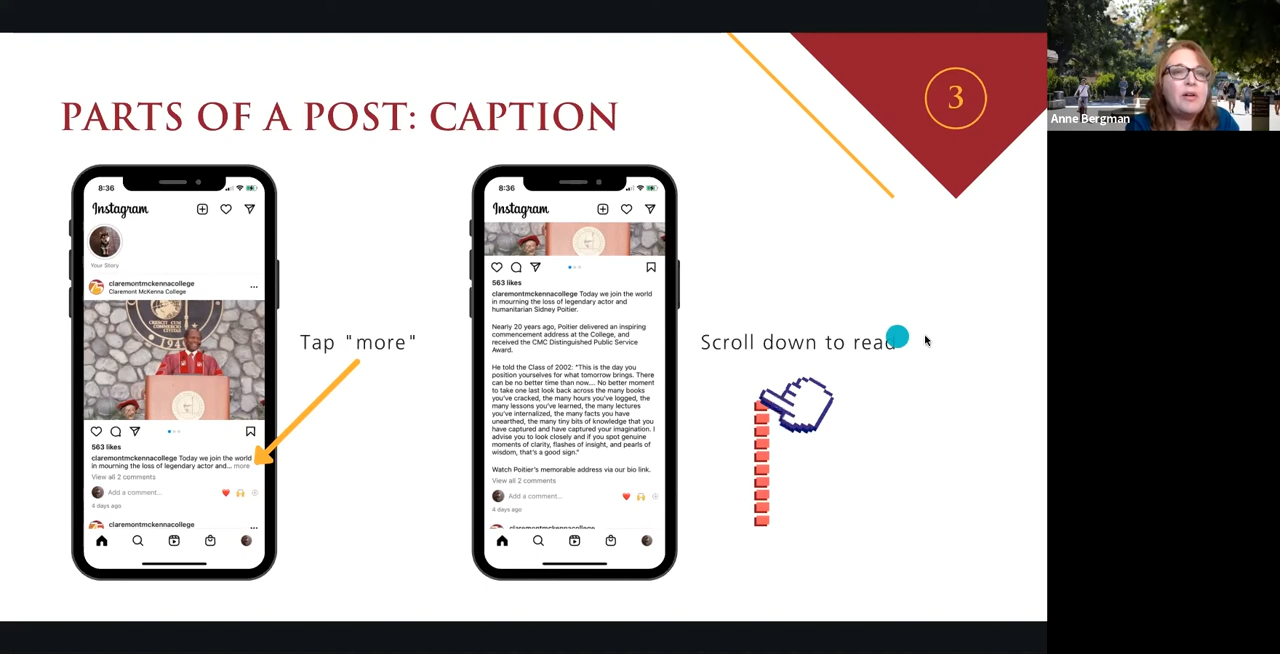 PARTS OF A POST: CAPTION
3
Anne Bergman
8:36
Instagram
Your Story
claremontmckennacollege
Claremont McKenna College
1946
563 likes
claremontmckennacollege Today we join the world
in mourning the loss of legendary actor and... more
View all 2 comments
Add a comment...
4 days ago
claremontmckennacollege
Tap "more"
8:36
Instagram
563 likes
claremontmckennacollege Today we join the world
in mourning the loss of legendary actor and
humanitarian Sidney Poitier.
Nearly 20 years ago, Poitier delivered an inspiring
commencement address at the College, and
received the CMC Distinguished Public Service
Award.
He told the Class of 2002: "This is the day you
position yourselves for what tomorrow brings. There
can be no better time than now.... No better moment
to take one last look back across the many books
you've cracked, the many hours you've logged, the
many lessons you've learned, the many lectures
you've internalized, the many facts you have
unearthed, the many tiny bits of knowledge that you
have captured and have captured your imagination. I
advise you to look closely and if you spot genuine
moments of clarity, flashes of insight, and pearls of
wisdom, that's a good sign."
Watch Poitier's memorable address via our bio link.
View all 2 comments
Add a comment...
4 days ago
claremontmckennacollege
Scroll down to read